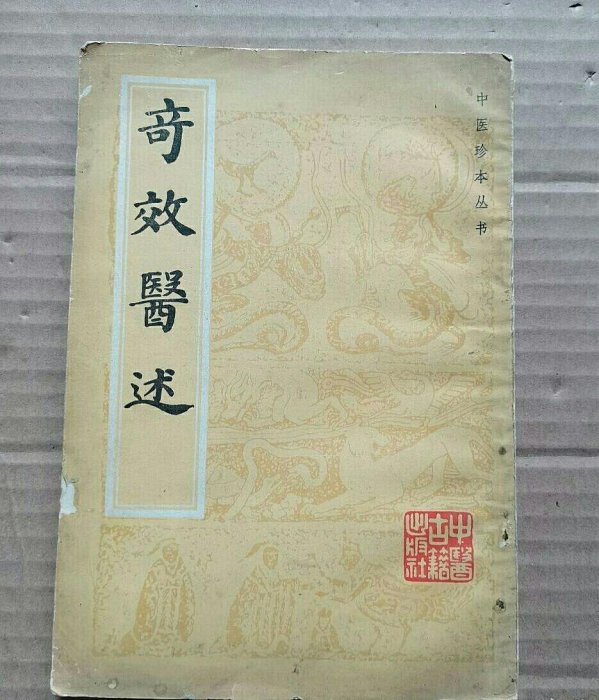 中医珍本丛书
奇效醫述
中醫
古籍
出版社